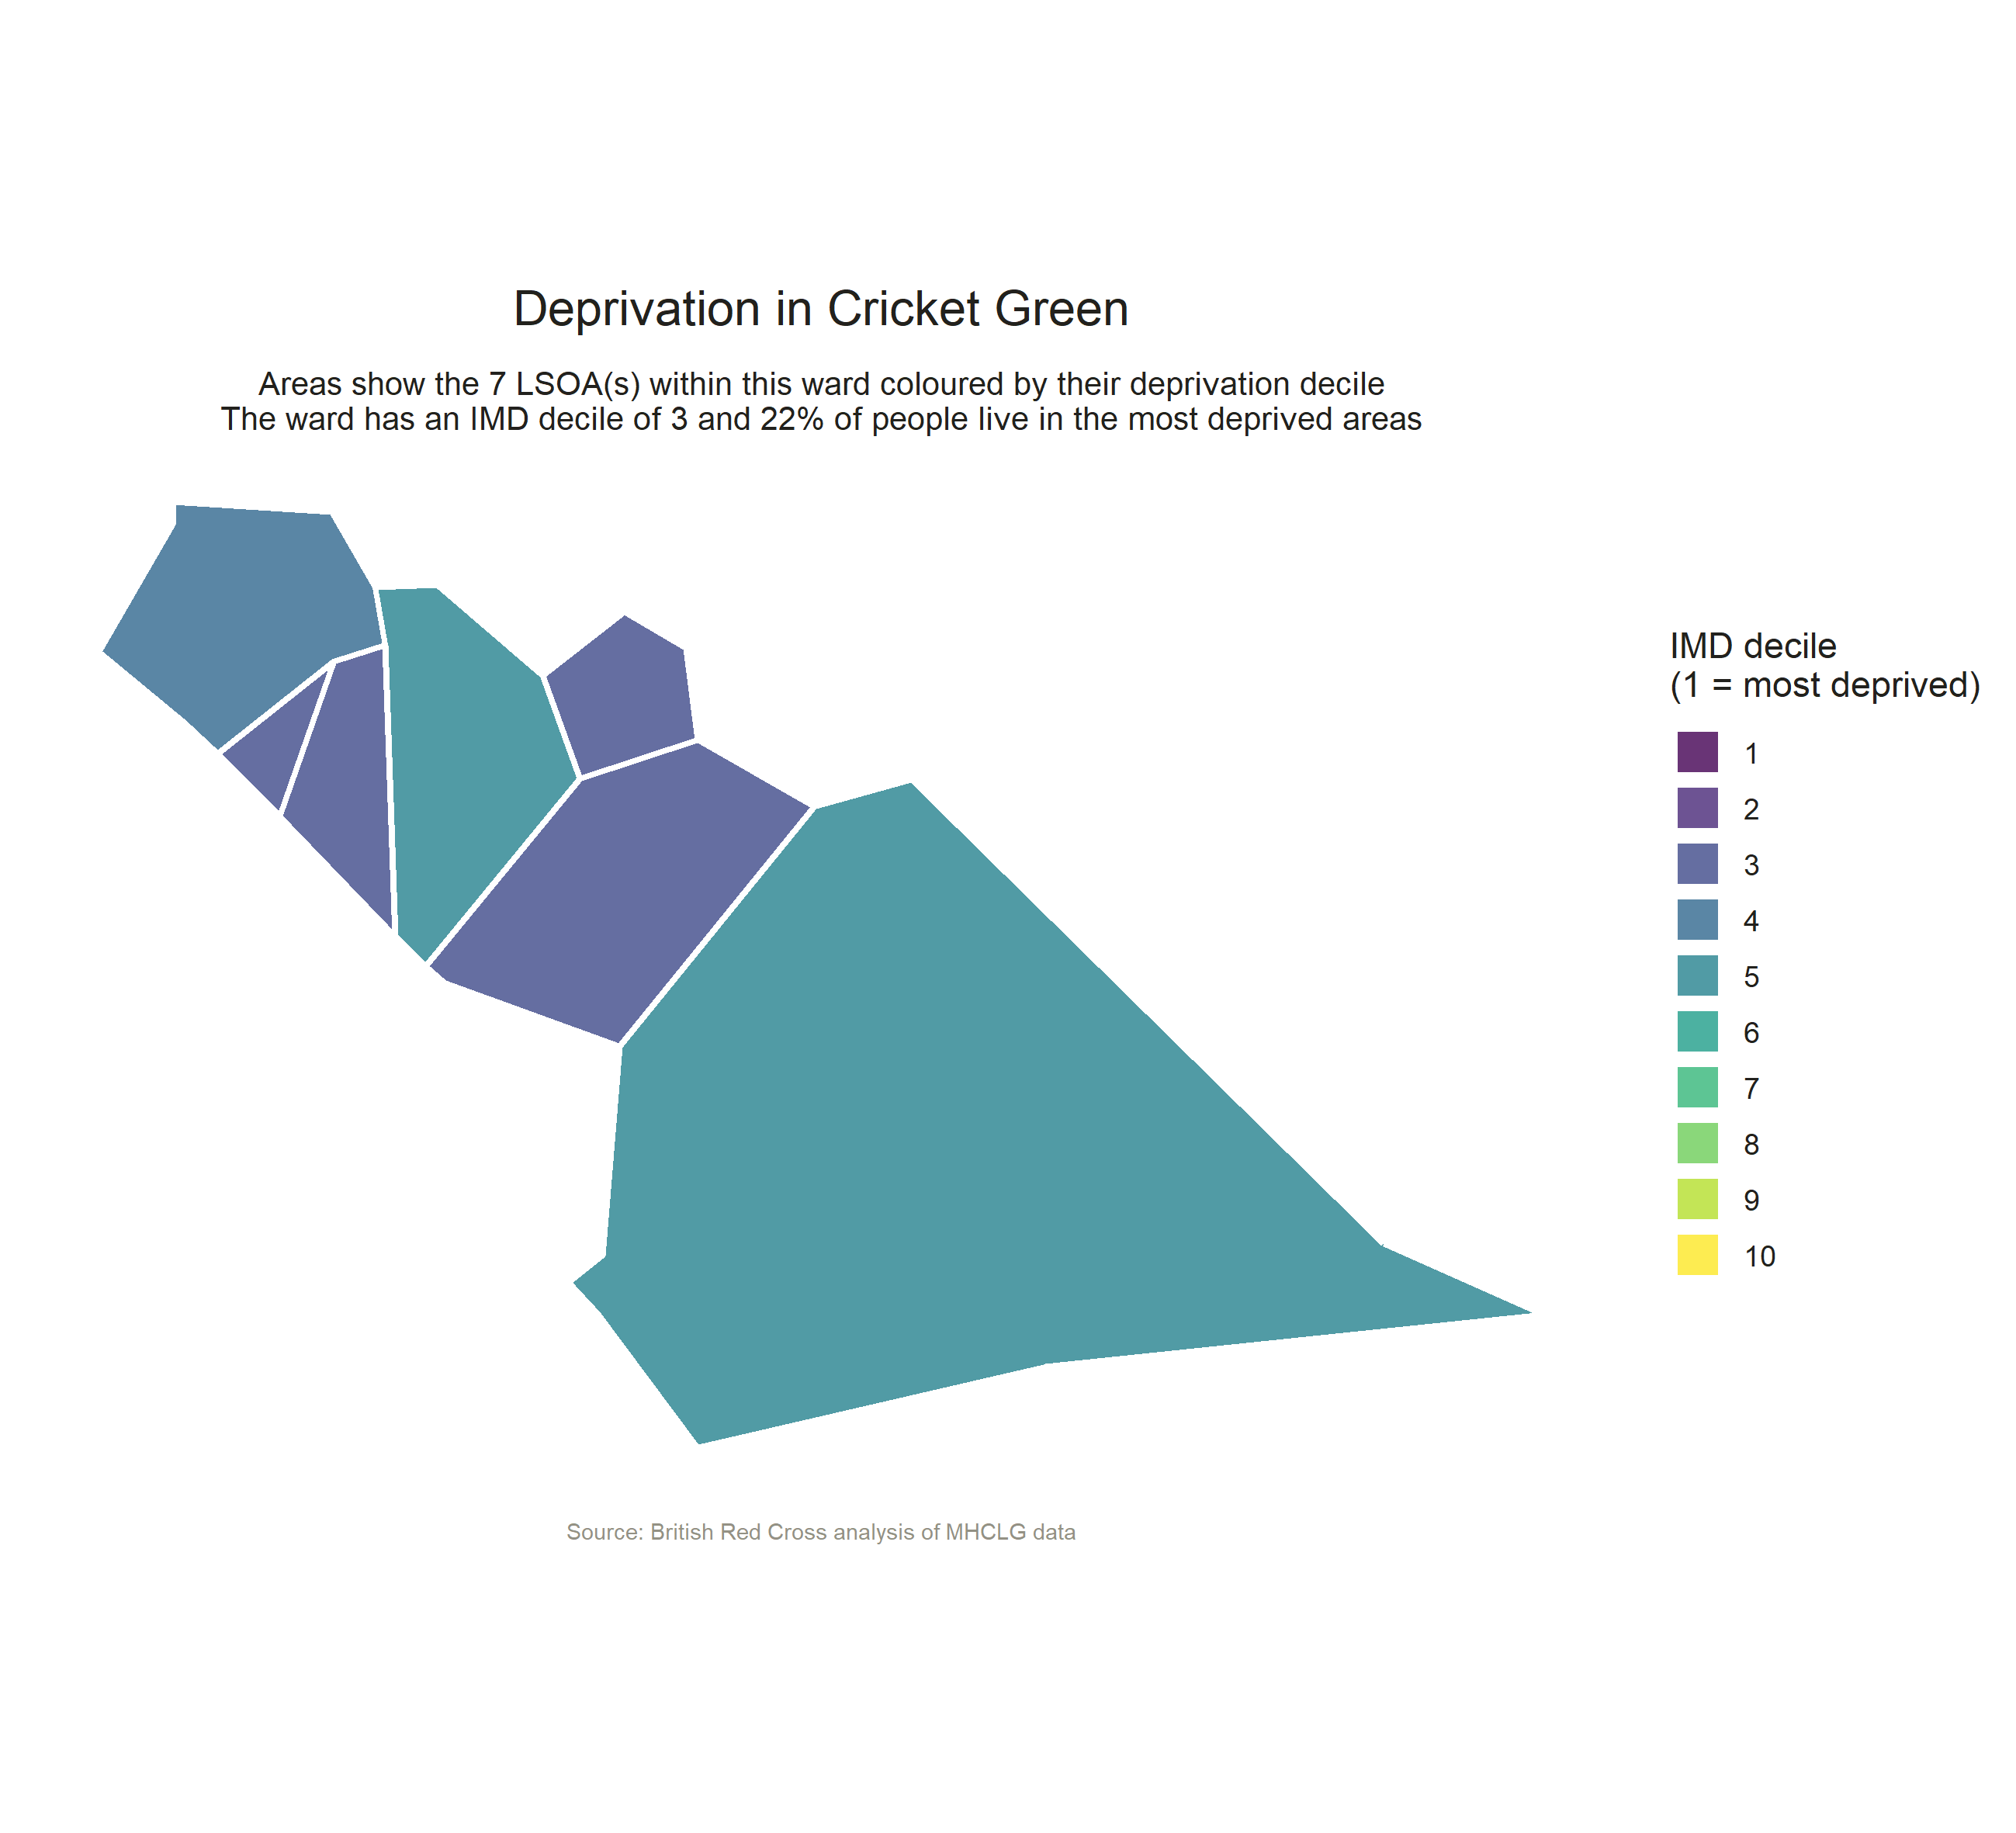 Deprivation in Cricket Green
Areas show the 7 LSOA(s) within this ward coloured by their deprivation decile
The ward has an IMD decile of 3 and 22% of people live in the most deprived areas
IMD decile
(1 = most deprived)
1
2
3
4
5
6
7
8
9
10
Source: British Red Cross analysis of MHCLG data